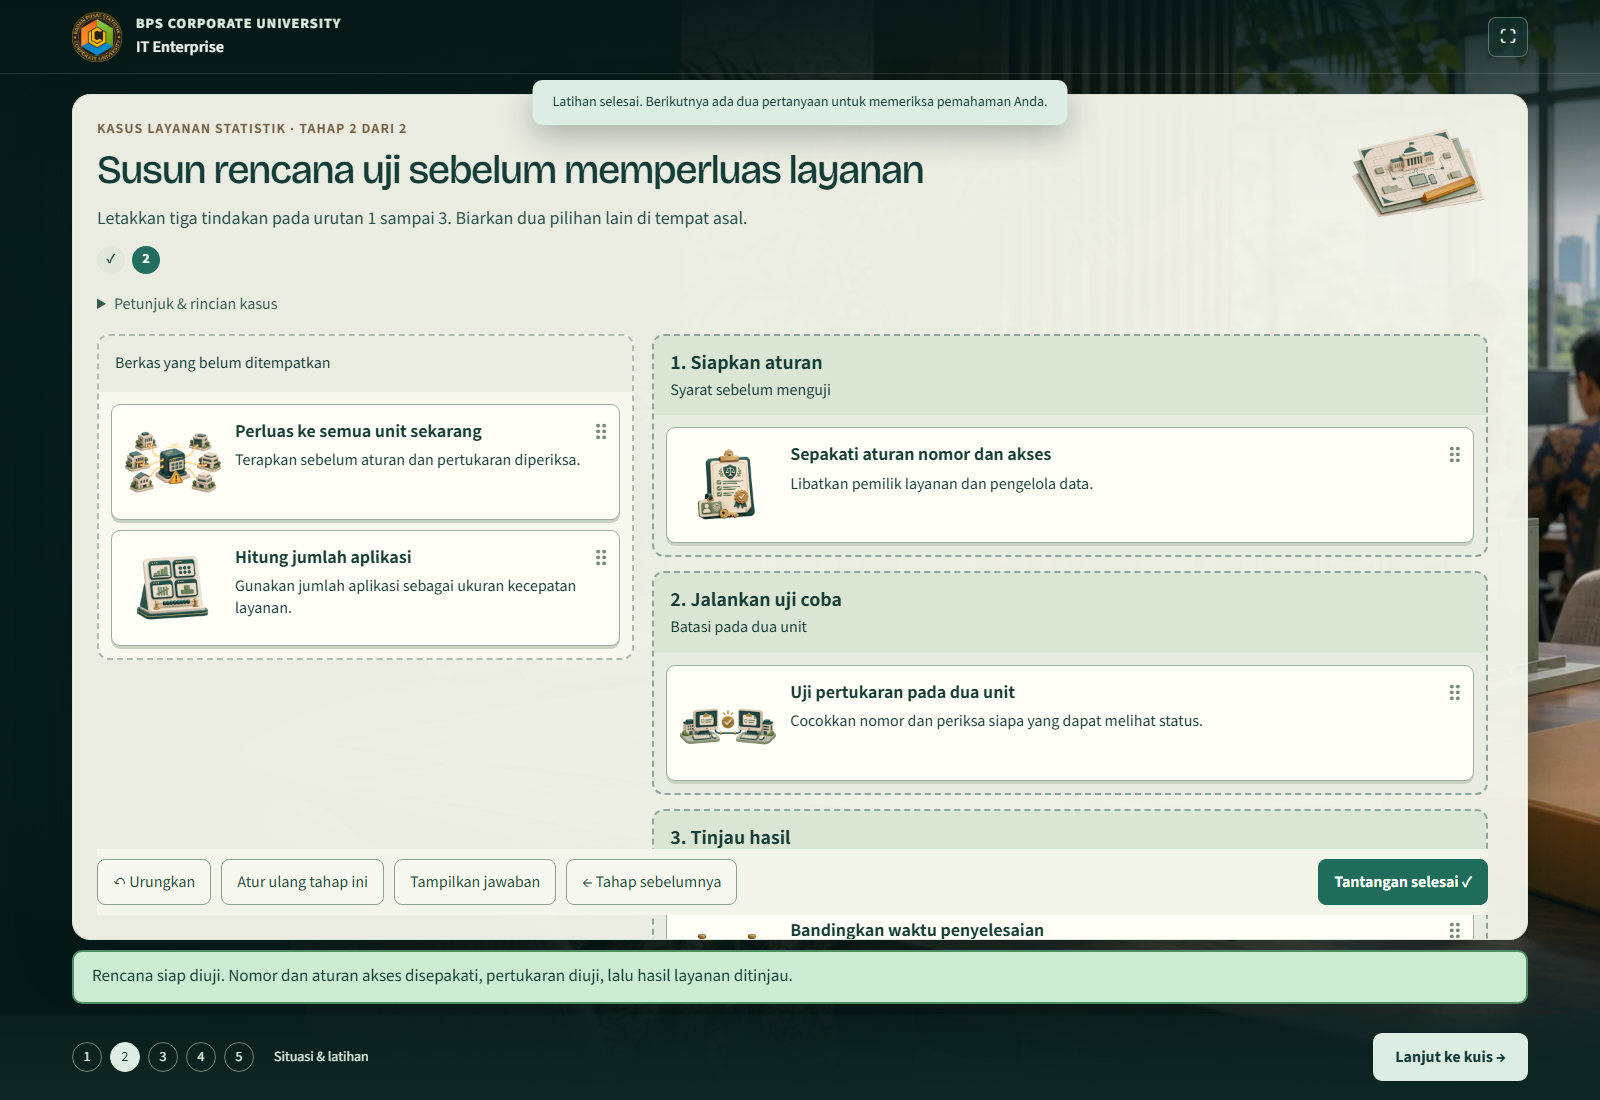 BPS CORPORATE UNIVERSITY
IT Enterprise
Latihan selesai. Berikutnya ada dua pertanyaan untuk memeriksa pemahaman Anda.
KASUS LAYANAN STATISTIK · TAHAP 2 DARI 2
Susun rencana uji sebelum memperluas layanan
Letakkan tiga tindakan pada urutan 1 sampai 3. Biarkan dua pilihan lain di tempat asal.
✓ 2
▶ Petunjuk & rincian kasus
Berkas yang belum ditempatkan
Perluas ke semua unit sekarang
Terapkan sebelum aturan dan pertukaran diperiksa.
Hitung jumlah aplikasi
Gunakan jumlah aplikasi sebagai ukuran kecepatan
layanan.
1. Siapkan aturan
Syarat sebelum menguji
Sepakati aturan nomor dan akses
Libatkan pemilik layanan dan pengelola data.
2. Jalankan uji coba
Batasi pada dua unit
Uji pertukaran pada dua unit
Cocokkan nomor dan periksa siapa yang dapat melihat status.
3. Tinjau hasil
Bandingkan waktu penyelesaian
↶ Urungkan
Atur ulang tahap ini
Tampilkan jawaban
← Tahap sebelumnya
Tantangan selesai ✓
Rencana siap diuji. Nomor dan aturan akses disepakati, pertukaran diuji, lalu hasil layanan ditinjau.
1 2 3 4 5 Situasi & latihan
Lanjut ke kuis →